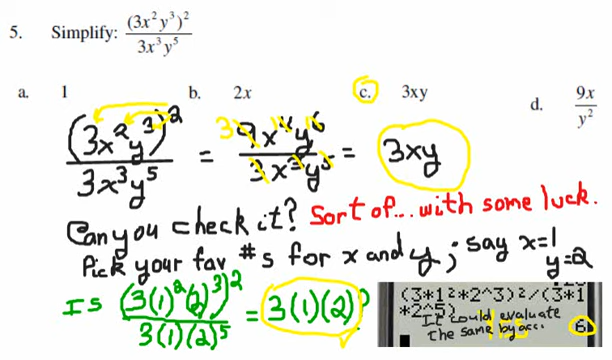 5. Simplify: (3x²y³)² / 3x³y⁵
a. 1 b. 2x c. 3xy d. 9x / y²
(3x²y³)² / 3x³y⁵ = 3 9x⁴y⁶ / 3x³y⁵ = 3xy
Can you check it? Sort of... with some luck.
Pick your fav #s for x and y; say x=1
y=2
Is (3(1)²(2)³)² / 3(1)(2)⁵ = 3(1)(2)?
(3*1²*2^3)²/(3*1
*2^5)
It could evaluate
the same by acc.
6